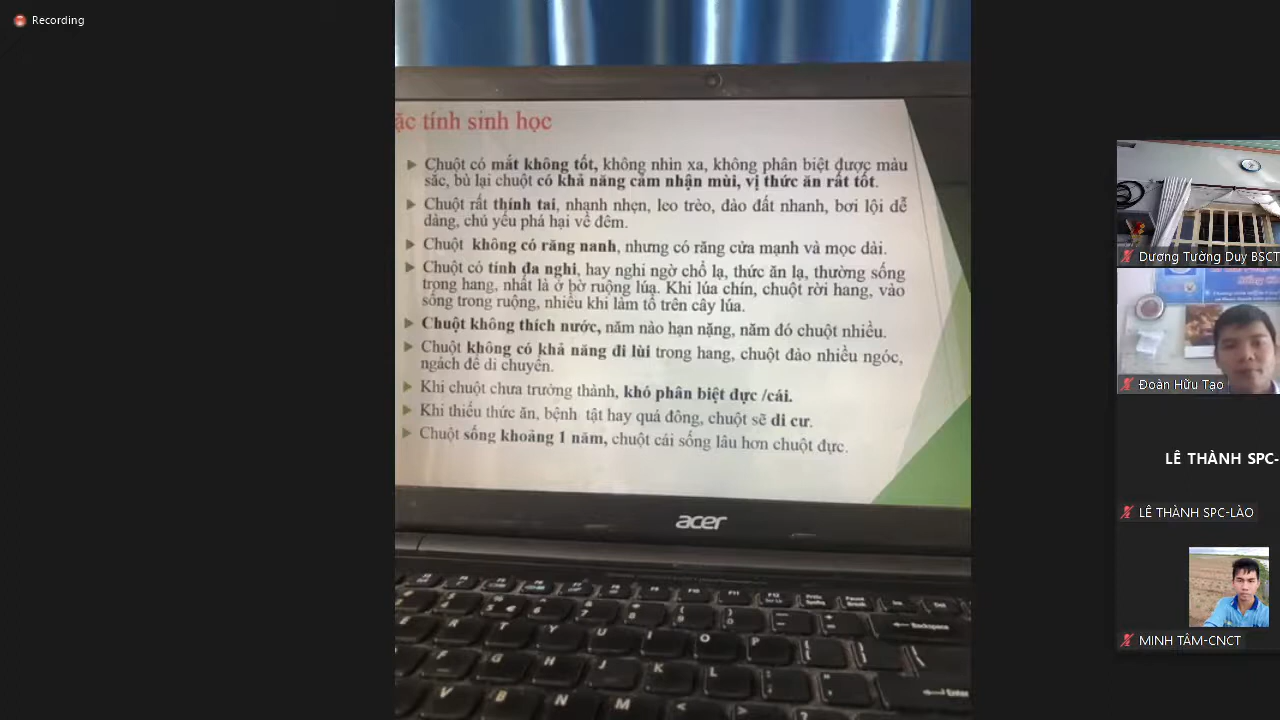 Recording
ặc tính sinh học
Chuột có mắt không tốt, không nhìn xa, không phân biệt được màu
sắc, bù lại chuột có khả năng cảm nhận mùi, vị thức ăn rất tốt.
Chuột rất thính tai, nhanh nhẹn, leo trèo, đào đất nhanh, bơi lội dễ
dàng, chủ yếu phá hại về đêm.
Chuột không có răng nanh, nhưng có răng cửa mạnh và mọc dài.
Chuột có tính đa nghi, hay nghi ngờ chỗ lạ, thức ăn lạ, thường sống
trong hang, nhất là ở bờ ruộng lúa. Khi lúa chín, chuột rời hang, vào
sống trong ruộng, nhiều khi làm tổ trên cây lúa.
Chuột không thích nước, năm nào hạn nặng, năm đó chuột nhiều.
Chuột không có khả năng đi lùi trong hang, chuột đào nhiều ngóc,
ngách để di chuyển.
Khi chuột chưa trưởng thành, khó phân biệt đực /cái.
Khi thiếu thức ăn, bệnh tật hay quá đông, chuột sẽ di cư.
Chuột sống khoảng 1 năm, chuột cái sống lâu hơn chuột đực.
acer
Backspace
E R T Y U I O P
F G H J K L
Enter
V B N M
Dương Tường Duy BSCT
Đoàn Hữu Tạo
LÊ THÀNH SPC-
LÊ THÀNH SPC-LÀO
MINH TÂM-CNCT